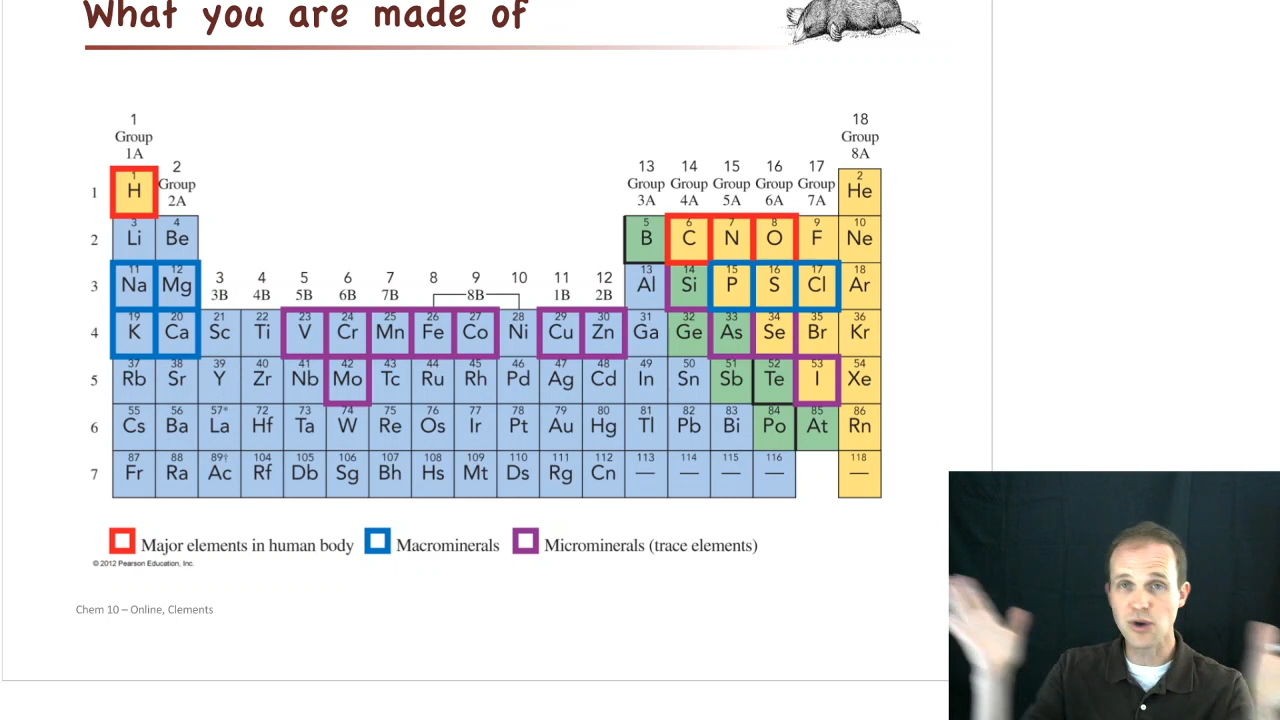 What you are made of
1 Group 1A
18 Group 8A
2 Group 2A
13 Group 3A
14 Group 4A
15 Group 5A
16 Group 6A
17 Group 7A
1 1 H 2 He
2 3 Li 4 Be 5 B 6 C 7 N 8 O 9 F 10 Ne
3 4 5 6 7 8 9 10 11 12
3B 4B 5B 6B 7B 8B 1B 2B
3 11 Na 12 Mg 13 Al 14 Si 15 P 16 S 17 Cl 18 Ar
4 19 K 20 Ca 21 Sc 22 Ti 23 V 24 Cr 25 Mn 26 Fe 27 Co 28 Ni 29 Cu 30 Zn 31 Ga 32 Ge 33 As 34 Se 35 Br 36 Kr
5 37 Rb 38 Sr 39 Y 40 Zr 41 Nb 42 Mo 43 Tc 44 Ru 45 Rh 46 Pd 47 Ag 48 Cd 49 In 50 Sn 51 Sb 52 Te 53 I 54 Xe
6 55 Cs 56 Ba 57* La 72 Hf 73 Ta 74 W 75 Re 76 Os 77 Ir 78 Pt 79 Au 80 Hg 81 Tl 82 Pb 83 Bi 84 Po 85 At 86 Rn
7 87 Fr 88 Ra 89† Ac 104 Rf 105 Db 106 Sg 107 Bh 108 Hs 109 Mt 110 Ds 111 Rg 112 Cn 113 — 114 — 115 — 116 — 118 —
Major elements in human body Macrominerals Microminerals (trace elements)
© 2012 Pearson Education, Inc.
Chem 10 – Online, Clements